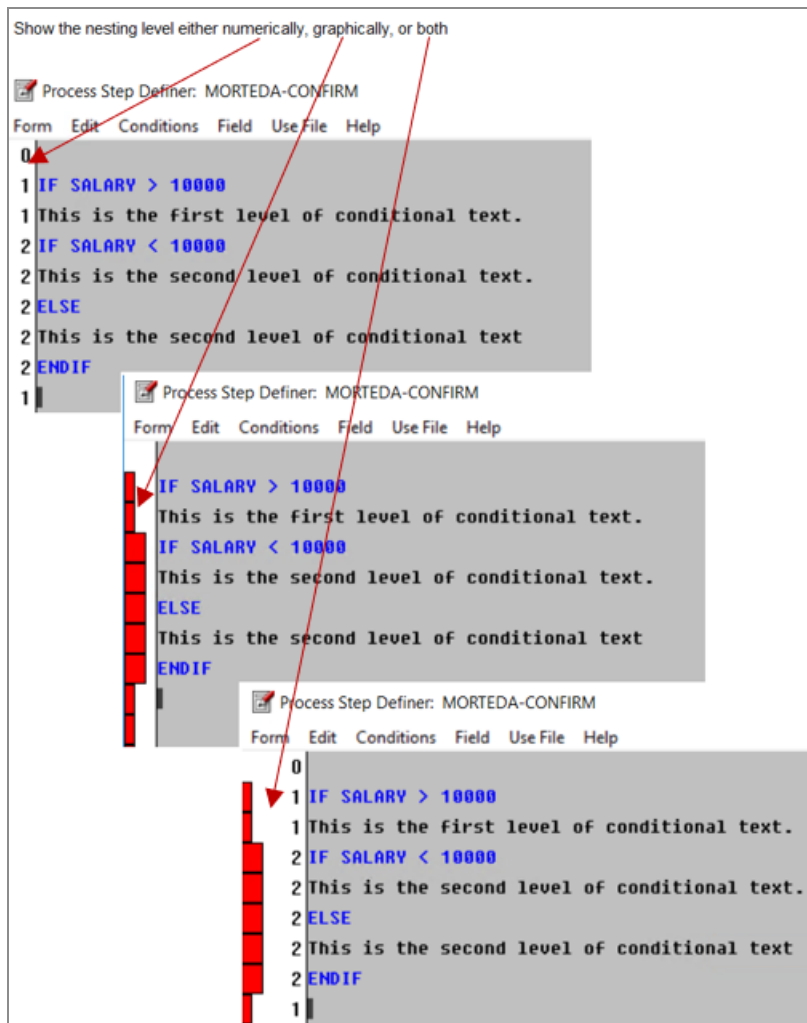 Show the nesting level either numerically, graphically, or both
Process Step Definer: MORTEDA-CONFIRM
Form Edit Conditions Field Use File Help
0
1 IF SALARY > 10000
1 This is the first level of conditional text.
2 IF SALARY < 10000
2 This is the second level of conditional text.
2 ELSE
2 This is the second level of conditional text
2 ENDIF
1
Process Step Definer: MORTEDA-CONFIRM
Form Edit Conditions Field Use File Help
IF SALARY > 10000
This is the first level of conditional text.
IF SALARY < 10000
This is the second level of conditional text.
ELSE
This is the second level of conditional text
ENDIF
Process Step Definer: MORTEDA-CONFIRM
Form Edit Conditions Field Use File Help
0
1 IF SALARY > 10000
1 This is the first level of conditional text.
2 IF SALARY < 10000
2 This is the second level of conditional text.
2 ELSE
2 This is the second level of conditional text
2 ENDIF
1